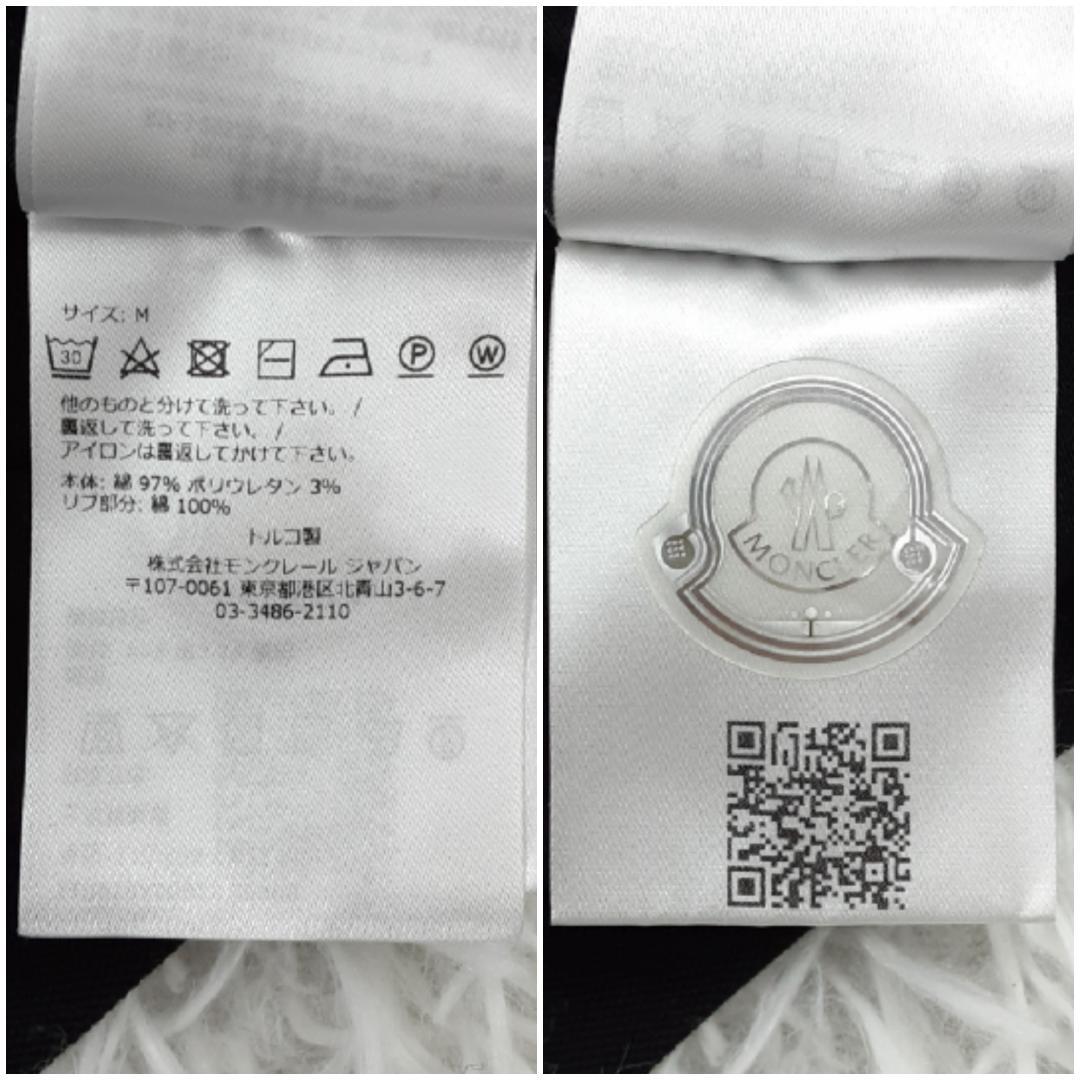 サイズ: M
30
P
W
他のものと分けて洗って下さい。 /
裏返して洗って下さい。 /
アイロンは裏返してかけて下さい。
本体: 綿 97% ポリウレタン 3%
リブ部分: 綿 100%
トルコ製
株式会社モンクレール ジャパン
〒107-0061 東京都港区北青山3-6-7
03-3486-2110
MONCLER